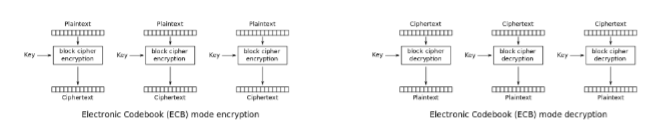 Plaintext Plaintext Plaintext
Key block cipher encryption Key block cipher encryption Key block cipher encryption
Ciphertext Ciphertext Ciphertext
Electronic Codebook (ECB) mode encryption
Ciphertext Ciphertext Ciphertext
Key block cipher decryption Key block cipher decryption Key block cipher decryption
Plaintext Plaintext Plaintext
Electronic Codebook (ECB) mode decryption